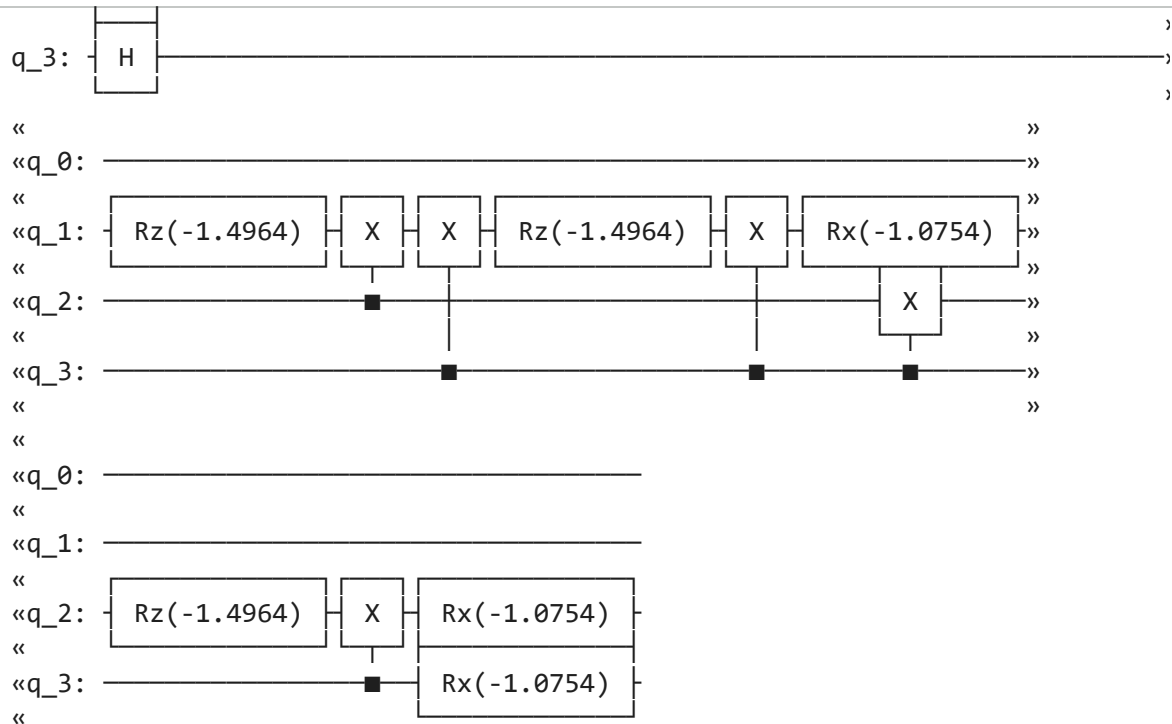 »
q_3: ┤ H ├»
»
« »
«q_0: »
« »
«q_1: ┤ Rz(-1.4964) ├┤ X ├┤ X ├┤ Rz(-1.4964) ├┤ X ├┤ Rx(-1.0754) ├»
« »
«q_2: ■ X »
« »
«q_3: ■ ■ ■ »
« »
«
«q_0:
«
«q_1:
«
«q_2: ┤ Rz(-1.4964) ├┤ X ├┤ Rx(-1.0754) ├
«
«q_3: ■ ┤ Rx(-1.0754) ├
«